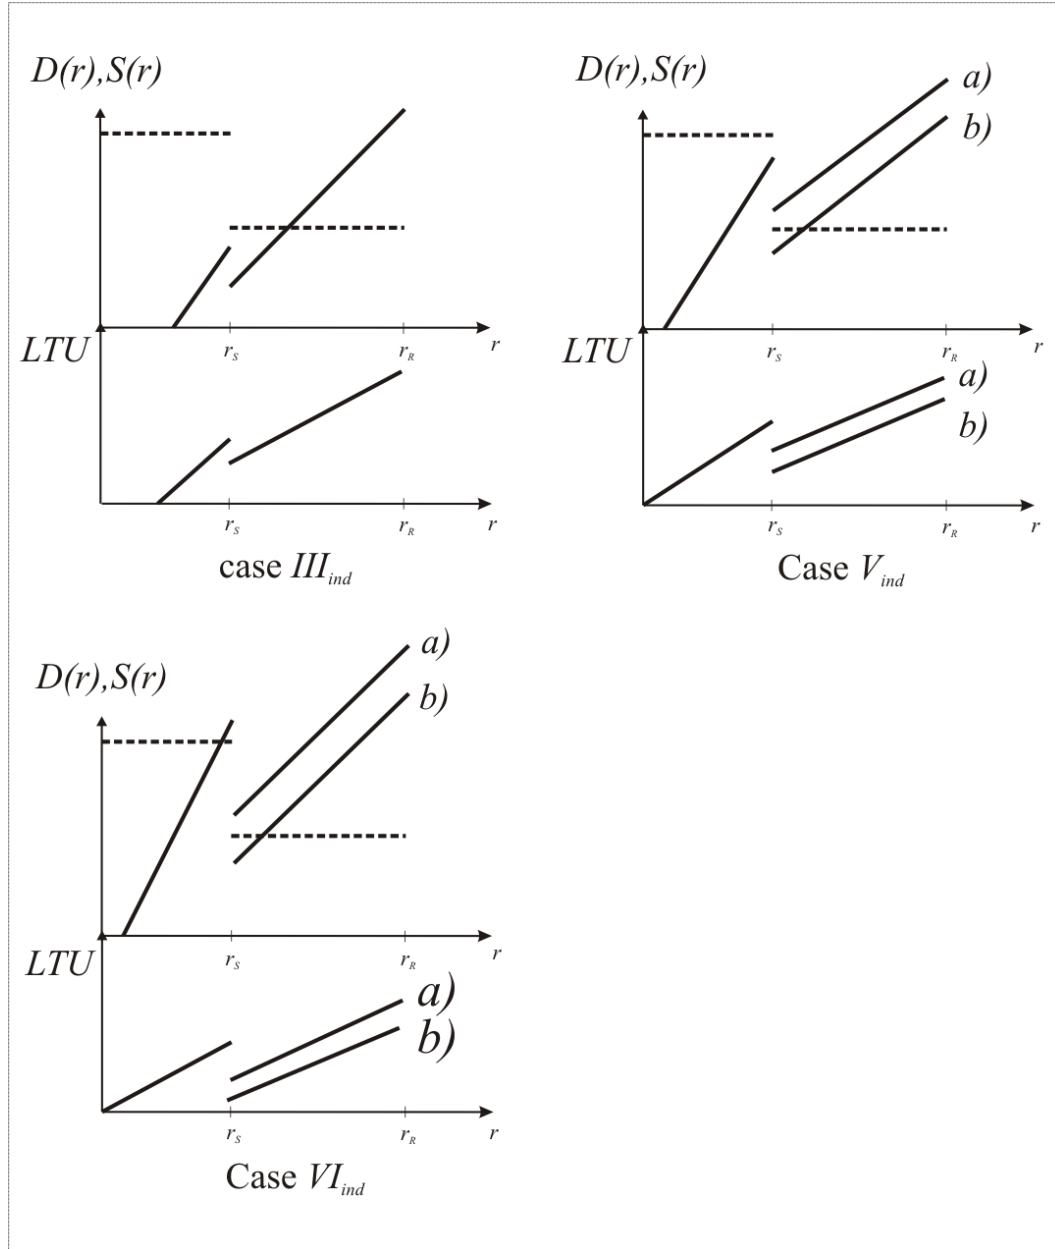 D(r),S(r)
r_S
r_R
r
LTU
r_S
r_R
r
case III_ind
D(r),S(r)
a)
b)
r_S
r_R
r
LTU
a)
b)
r_S
r_R
r
Case V_ind
D(r),S(r)
a)
b)
r_S
r_R
r
LTU
a)
b)
r_S
r_R
r
Case VI_ind